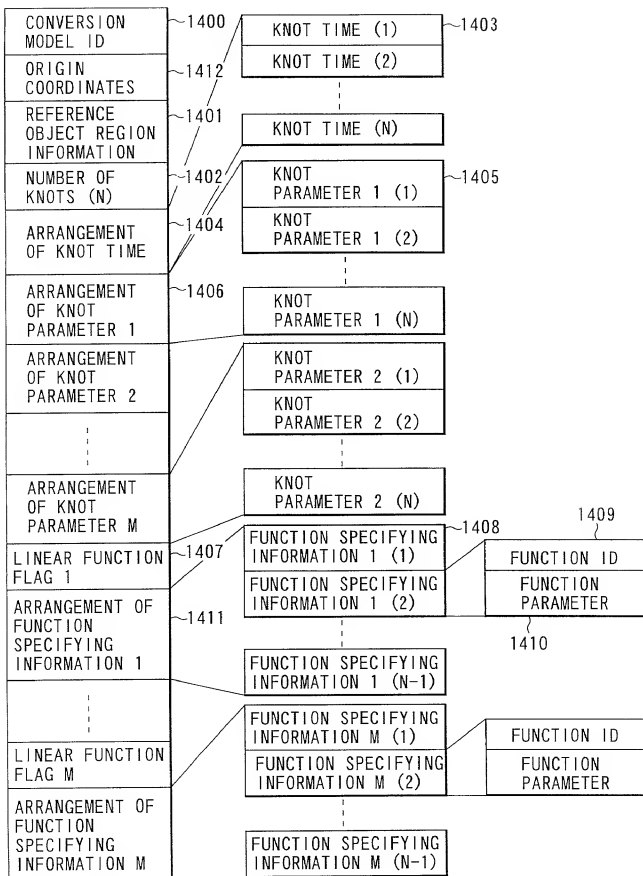 CONVERSION
MODEL ID
1400
ORIGIN
COORDINATES
1412
REFERENCE
OBJECT REGION
INFORMATION
1401
NUMBER OF
KNOTS (N)
1402
ARRANGEMENT
OF KNOT TIME
1404
ARRANGEMENT
OF KNOT
PARAMETER 1
1406
ARRANGEMENT
OF KNOT
PARAMETER 2
ARRANGEMENT
OF KNOT
PARAMETER M
LINEAR FUNCTION
FLAG 1
1407
ARRANGEMENT OF
FUNCTION
SPECIFYING
INFORMATION 1
1411
LINEAR FUNCTION
FLAG M
ARRANGEMENT OF
FUNCTION
SPECIFYING
INFORMATION M
KNOT TIME (1)
1403
KNOT TIME (2)
KNOT TIME (N)
KNOT
PARAMETER 1 (1)
1405
KNOT
PARAMETER 1 (2)
KNOT
PARAMETER 1 (N)
KNOT
PARAMETER 2 (1)
KNOT
PARAMETER 2 (2)
KNOT
PARAMETER 2 (N)
1408
FUNCTION SPECIFYING
INFORMATION 1 (1)
FUNCTION SPECIFYING
INFORMATION 1 (2)
FUNCTION SPECIFYING
INFORMATION 1 (N-1)
FUNCTION SPECIFYING
INFORMATION M (1)
FUNCTION SPECIFYING
INFORMATION M (2)
FUNCTION SPECIFYING
INFORMATION M (N-1)
1409
FUNCTION ID
FUNCTION
PARAMETER
1410
FUNCTION ID
FUNCTION
PARAMETER